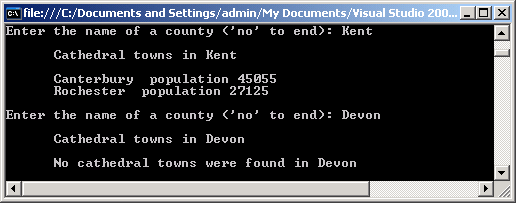 file:///C:/Documents and Settings/admin/My Documents/Visual Studio 200...
Enter the name of a county ('no' to end): Kent
Cathedral towns in Kent
Canterbury  population 45055
Rochester  population 27125
Enter the name of a county ('no' to end): Devon
Cathedral towns in Devon
No cathedral towns were found in Devon